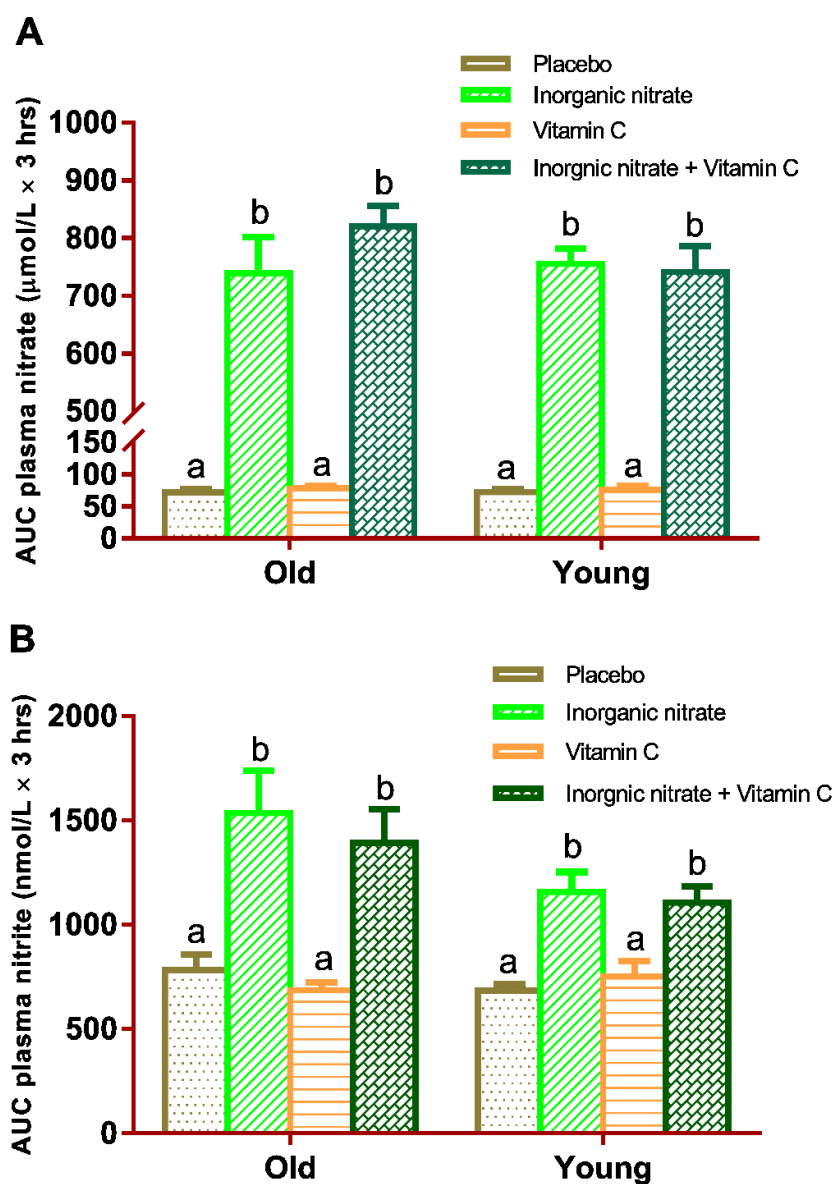 A
Placebo
Inorganic nitrate
Vitamin C
Inorgnic nitrate + Vitamin C
AUC plasma nitrate (μmol/L × 3 hrs)
1000
900
800
700
600
500
150
100
50
0
a
b
a
b
a
b
a
b
Old
Young
B
Placebo
Inorganic nitrate
Vitamin C
Inorgnic nitrate + Vitamin C
AUC plasma nitrite (nmol/L × 3 hrs)
2000
1500
1000
500
0
a
b
a
b
a
b
a
b
Old
Young